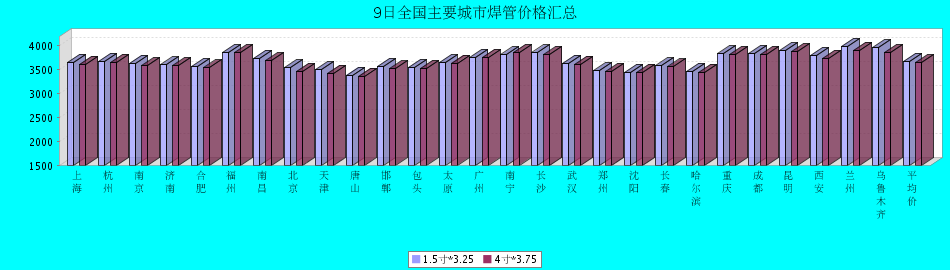 9日全国主要城市焊管价格汇总
4000
3500
3000
2500
2000
1500
上海
杭州
南京
济南
合肥
福州
南昌
北京
天津
唐山
邯郸
包头
太原
广州
南宁
长沙
武汉
郑州
沈阳
长春
哈尔滨
重庆
成都
昆明
西安
兰州
乌鲁木齐
平均价
1.5寸*3.25
4寸*3.75